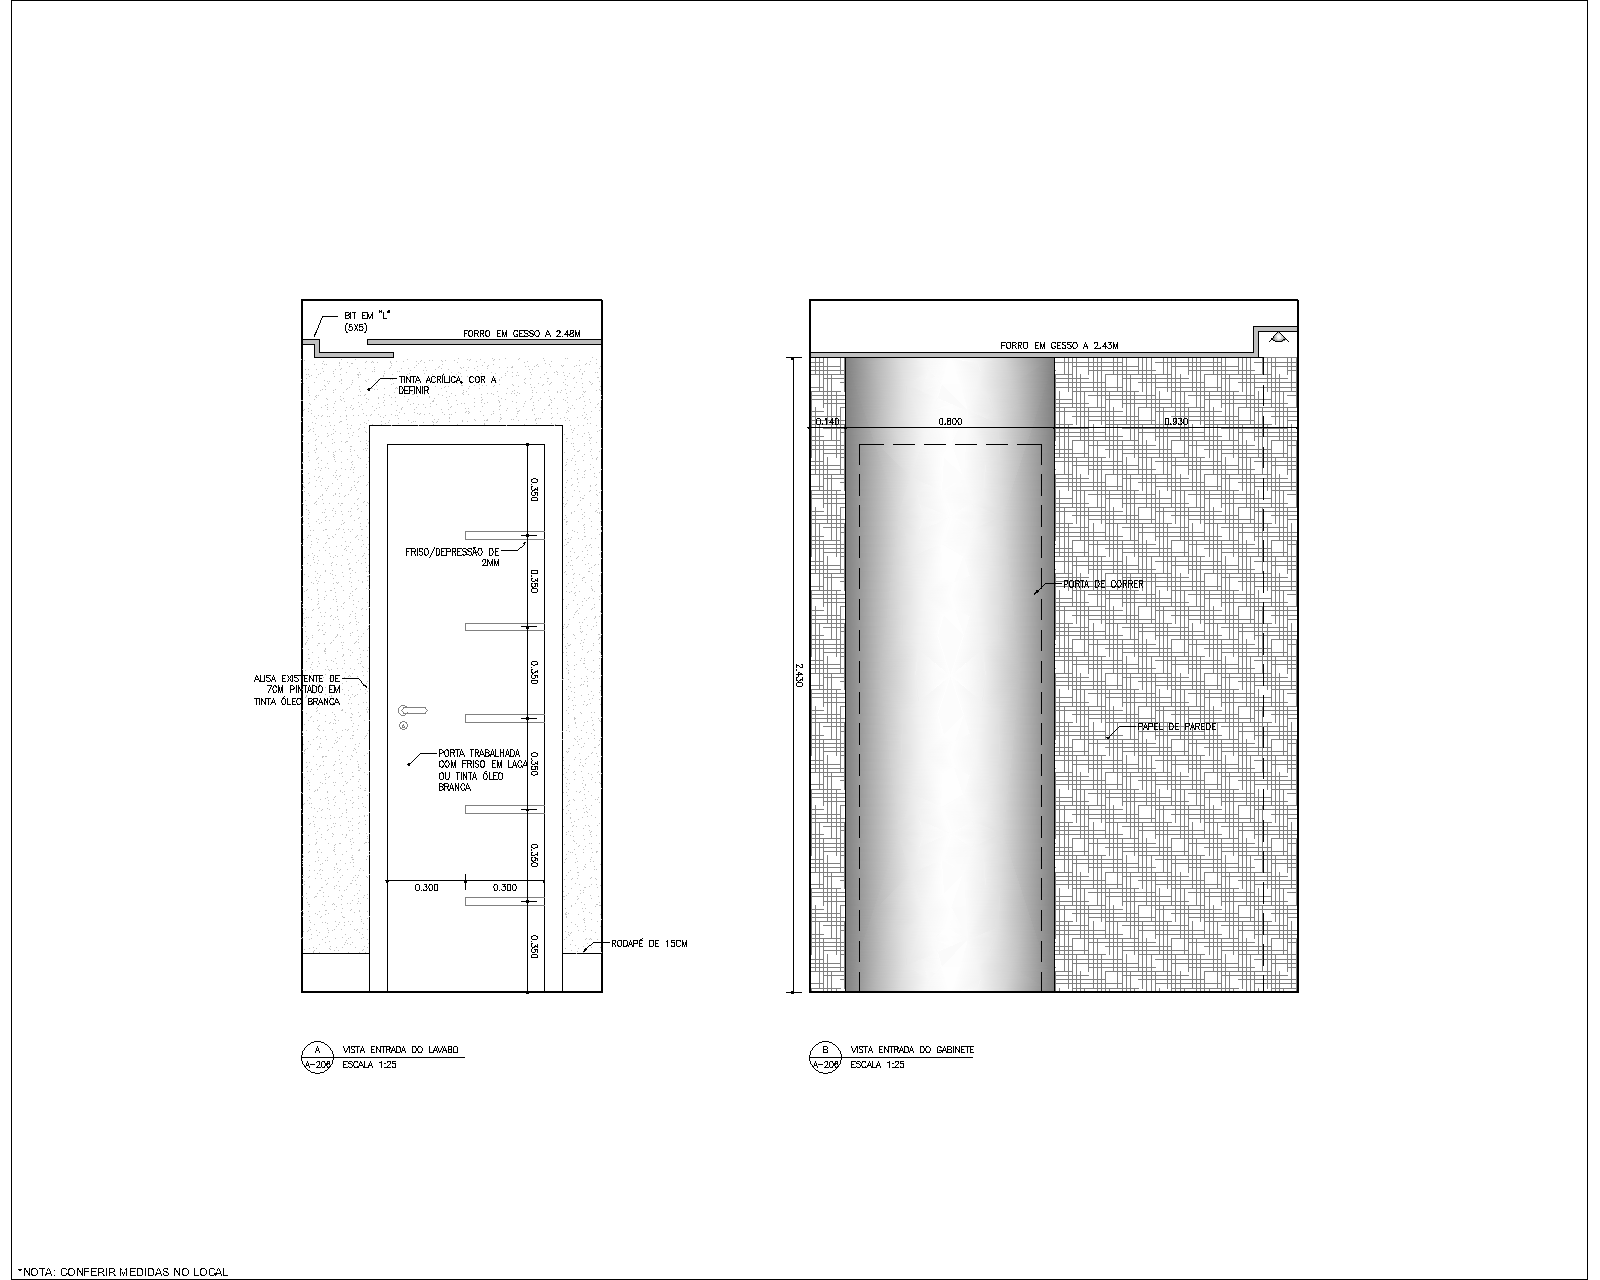 BIT EM "L"
(5X5)
FORRO EM GESSO A 2.48M
TINTA ACRÍLICA, COR A
DEFINIR
0.350
FRISO/DEPRESSÃO DE
2MM
0.350
0.350
ALISA EXISTENTE DE
7CM PINTADO EM
TINTA ÓLEO BRANCA
PORTA TRABALHADA
COM FRISO EM LACA
OU TINTA ÓLEO
BRANCA
0.350
0.350
0.300
0.300
0.350
RODAPÉ DE 15CM
A
A-206
VISTA ENTRADA DO LAVABO
ESCALA 1:25
FORRO EM GESSO A 2.43M
0.140
0.600
0.930
PORTA DE CORRER
2.430
PAPEL DE PAREDE
B
A-206
VISTA ENTRADA DO GABINETE
ESCALA 1:25
*NOTA: CONFERIR MEDIDAS NO LOCAL